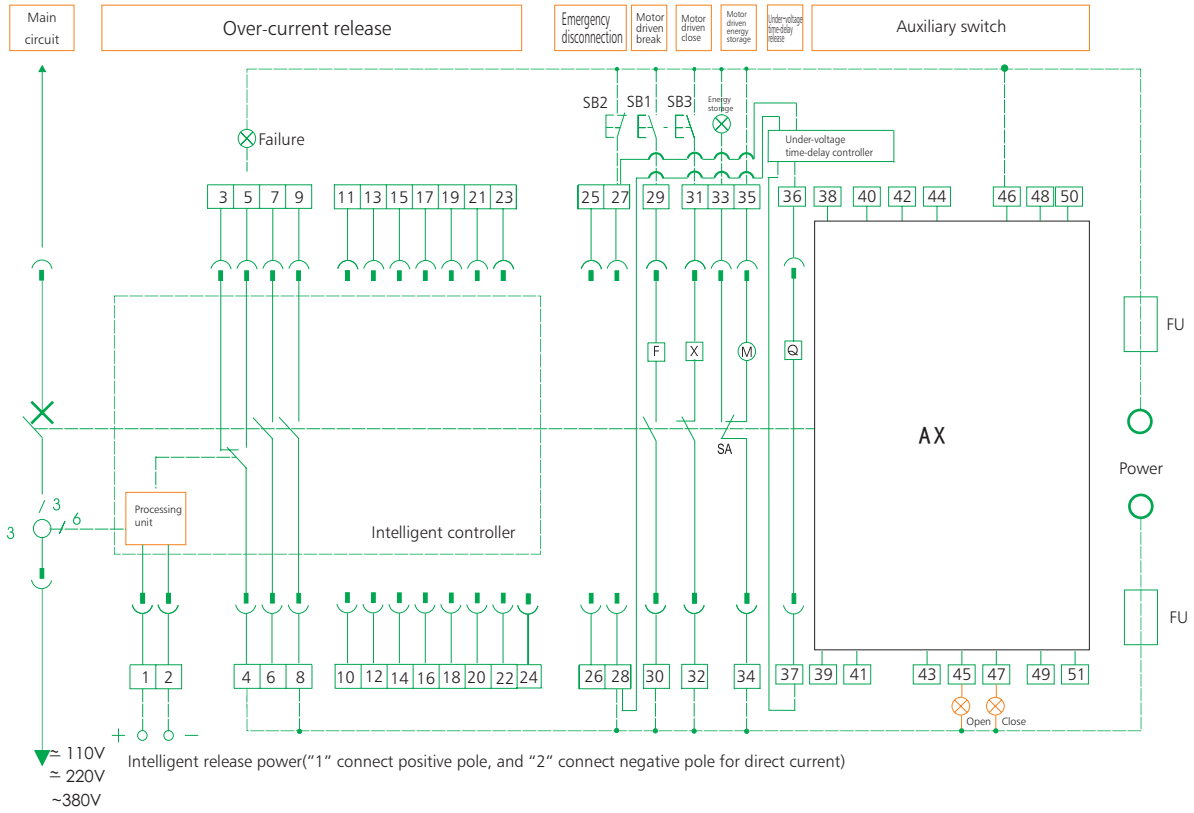 Main
circuit
Over-current release
Emergency
disconnection
Motor
driven
break
Motor
driven
close
Motor
driven
energy
storage
Under-voltage
time-delay
release
Auxiliary switch
SB2 SB1 SB3
Energy
storage
Failure
Under-voltage
time-delay controller
3 5 7 9 11 13 15 17 19 21 23 25 27 29 31 33 35 36 38 40 42 44 46 48 50
FU
F X M Q
AX
SA
Power
Processing
unit
Intelligent controller
3
/ 3
/ 6
FU
1 2 4 6 8 10 12 14 16 18 20 22 24 26 28 30 32 34 37 39 41 43 45 47 49 51
Open Close
+ −
≃ 110V
≃ 220V
~380V
Intelligent release power("1" connect positive pole, and "2" connect negative pole for direct current)